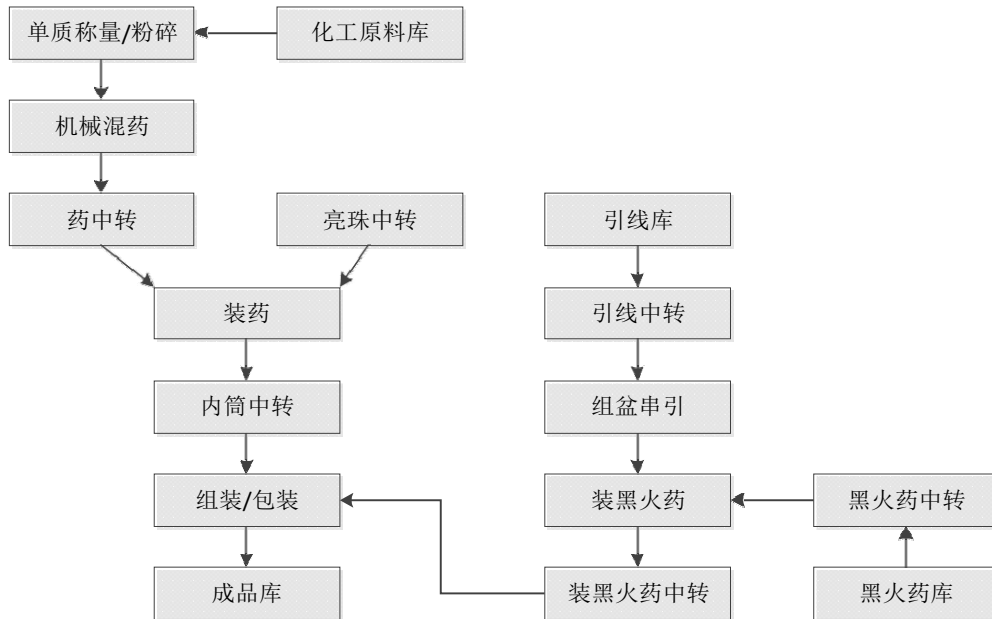 单质称量/粉碎
化工原料库
机械混药
药中转
亮珠中转
引线库
装药
引线中转
内筒中转
组盆串引
组装/包装
装黑火药
黑火药中转
成品库
装黑火药中转
黑火药库